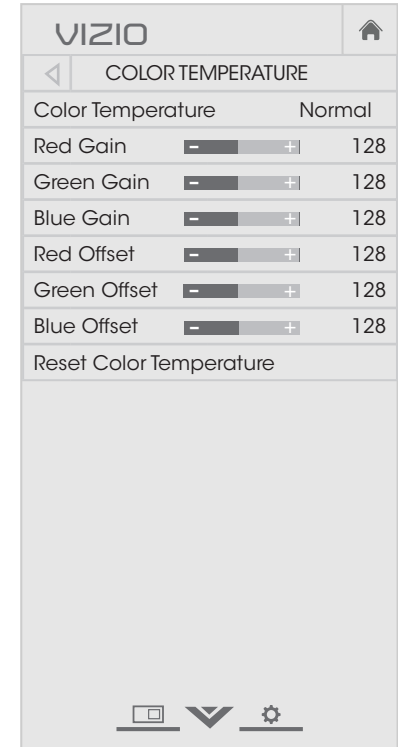 VIZIO
COLOR TEMPERATURE
Color Temperature Normal
Red Gain - + 128
Green Gain - + 128
Blue Gain - + 128
Red Offset - + 128
Green Offset - + 128
Blue Offset - + 128
Reset Color Temperature